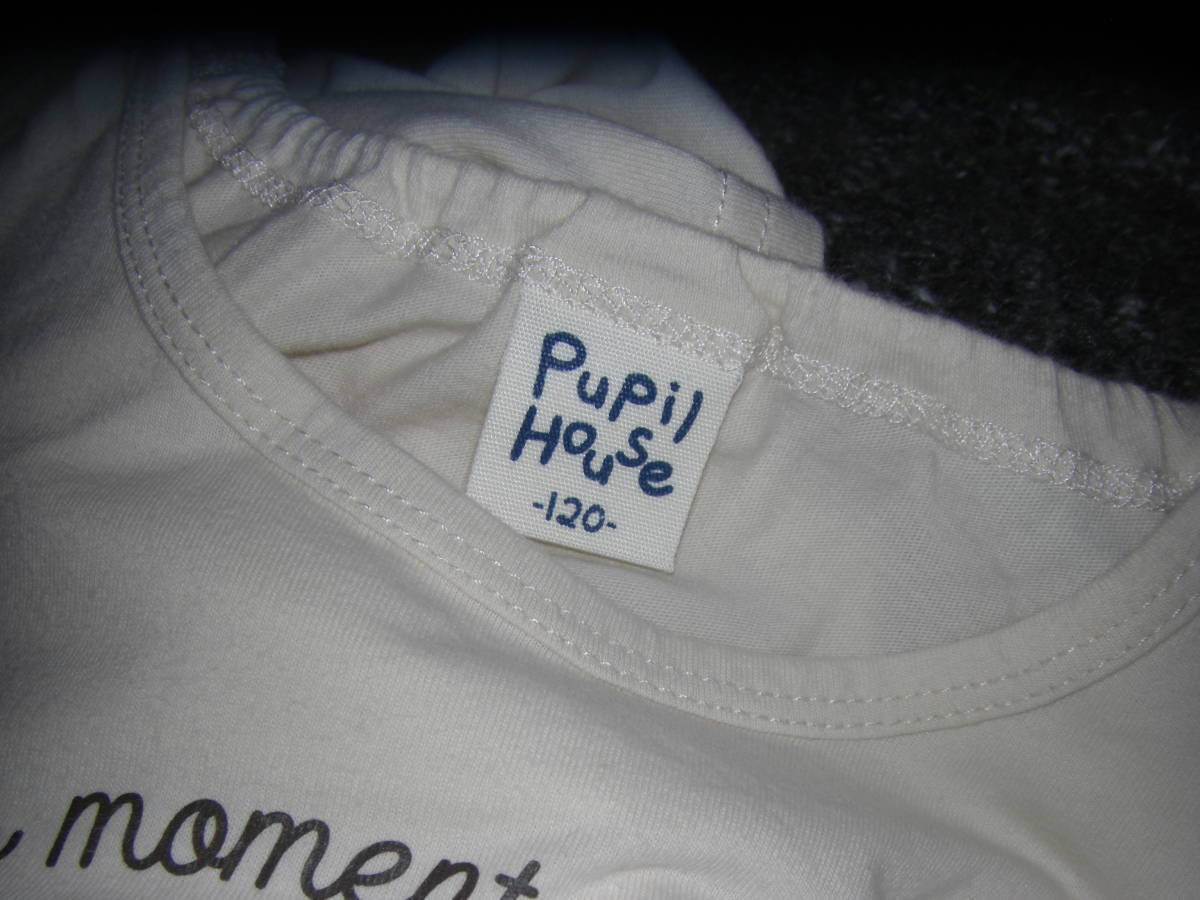 Pupil
House
-120-
moment